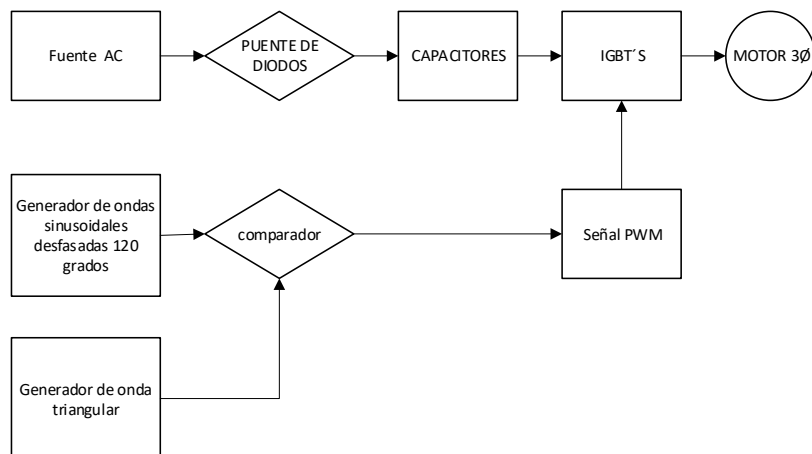 Fuente AC
PUENTE DE
DIODOS
CAPACITORES
IGBT´S
MOTOR 3Ø
Generador de ondas
sinusoidales
desfasadas 120
grados
comparador
Señal PWM
Generador de onda
triangular